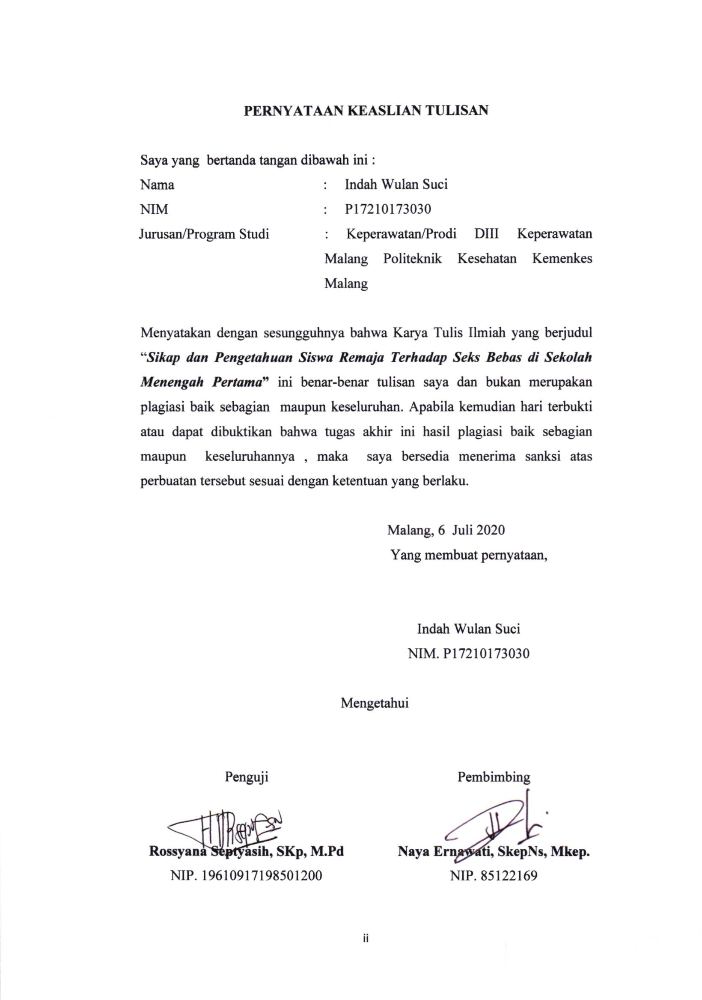 PERNYATAAN KEASLIAN TULISAN
Saya yang bertanda tangan dibawah ini :
Nama : Indah Wulan Suci
NIM : P17210173030
Jurusan/Program Studi : Keperawatan/Prodi DIII Keperawatan
Malang Politeknik Kesehatan Kemenkes
Malang
Menyatakan dengan sesungguhnya bahwa Karya Tulis Ilmiah yang berjudul
“Sikap dan Pengetahuan Siswa Remaja Terhadap Seks Bebas di Sekolah
Menengah Pertama” ini benar-benar tulisan saya dan bukan merupakan
plagiasi baik sebagian maupun keseluruhan. Apabila kemudian hari terbukti
atau dapat dibuktikan bahwa tugas akhir ini hasil plagiasi baik sebagian
maupun keseluruhannya , maka saya bersedia menerima sanksi atas
perbuatan tersebut sesuai dengan ketentuan yang berlaku.
Malang, 6 Juli 2020
Yang membuat pernyataan,
Indah Wulan Suci
NIM. P17210173030
Mengetahui
Penguji Pembimbing
Rossyana Septyasih, SKp, M.Pd Naya Ernawati, SkepNs, Mkep.
NIP. 19610917198501200 NIP. 85122169
ii